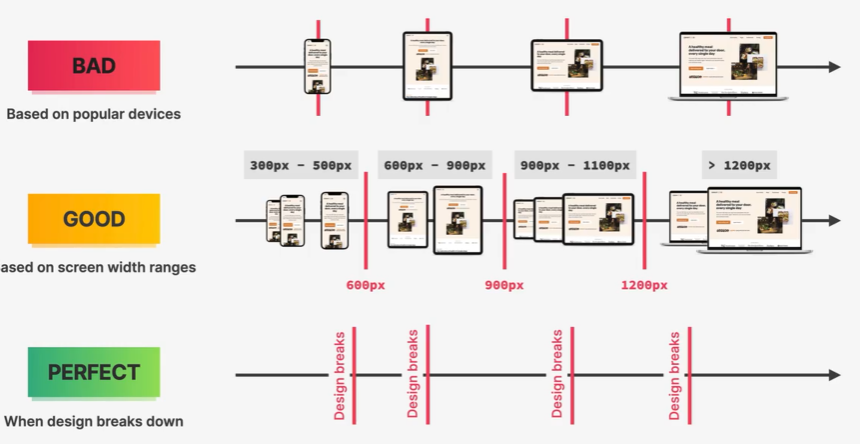 BAD
Based on popular devices
300px - 500px
600px - 900px
900px - 1100px
> 1200px
GOOD
ased on screen width ranges
600px
900px
1200px
PERFECT
When design breaks down
Design breaks
Design breaks
Design breaks
Design breaks